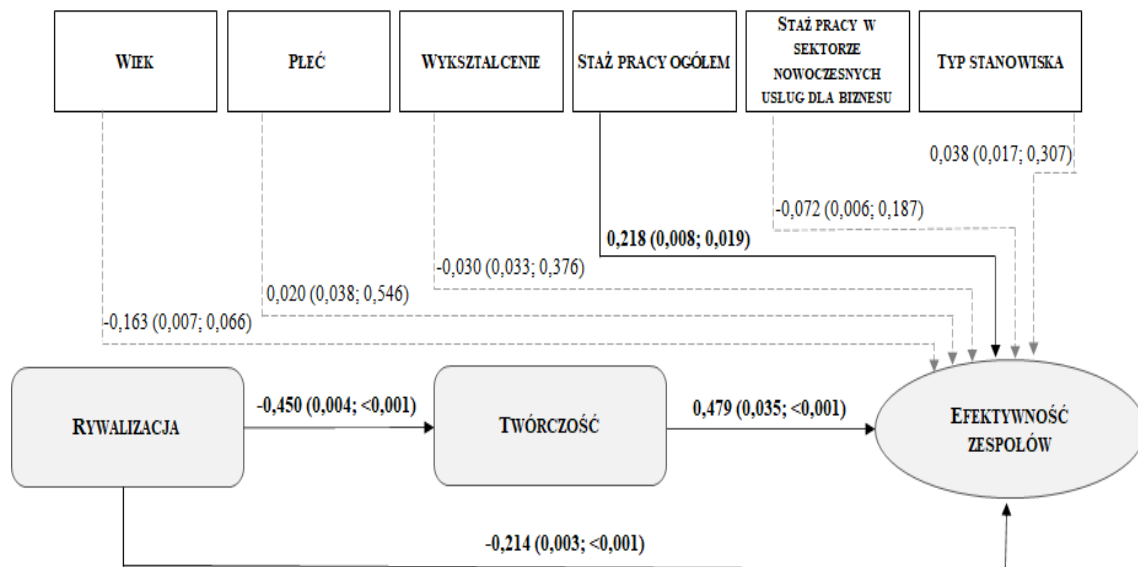 WIEK
PŁEĆ
WYKSZTAŁCENIE
STAŻ PRACY OGÓŁEM
STAŻ PRACY W
SEKTORZE
NOWOCZESNYCH
USŁUG DLA BIZNESU
TYP STANOWISKA
0,038 (0,017; 0,307)
-0,072 (0,006; 0,187)
0,218 (0,008; 0,019)
-0,030 (0,033; 0,376)
0,020 (0,038; 0,546)
-0,163 (0,007; 0,066)
RYWALIZACJA
-0,450 (0,004; <0,001)
TWÓRCZOŚĆ
0,479 (0,035; <0,001)
EFEKTYWNOŚĆ
ZESPOŁÓW
-0,214 (0,003; <0,001)